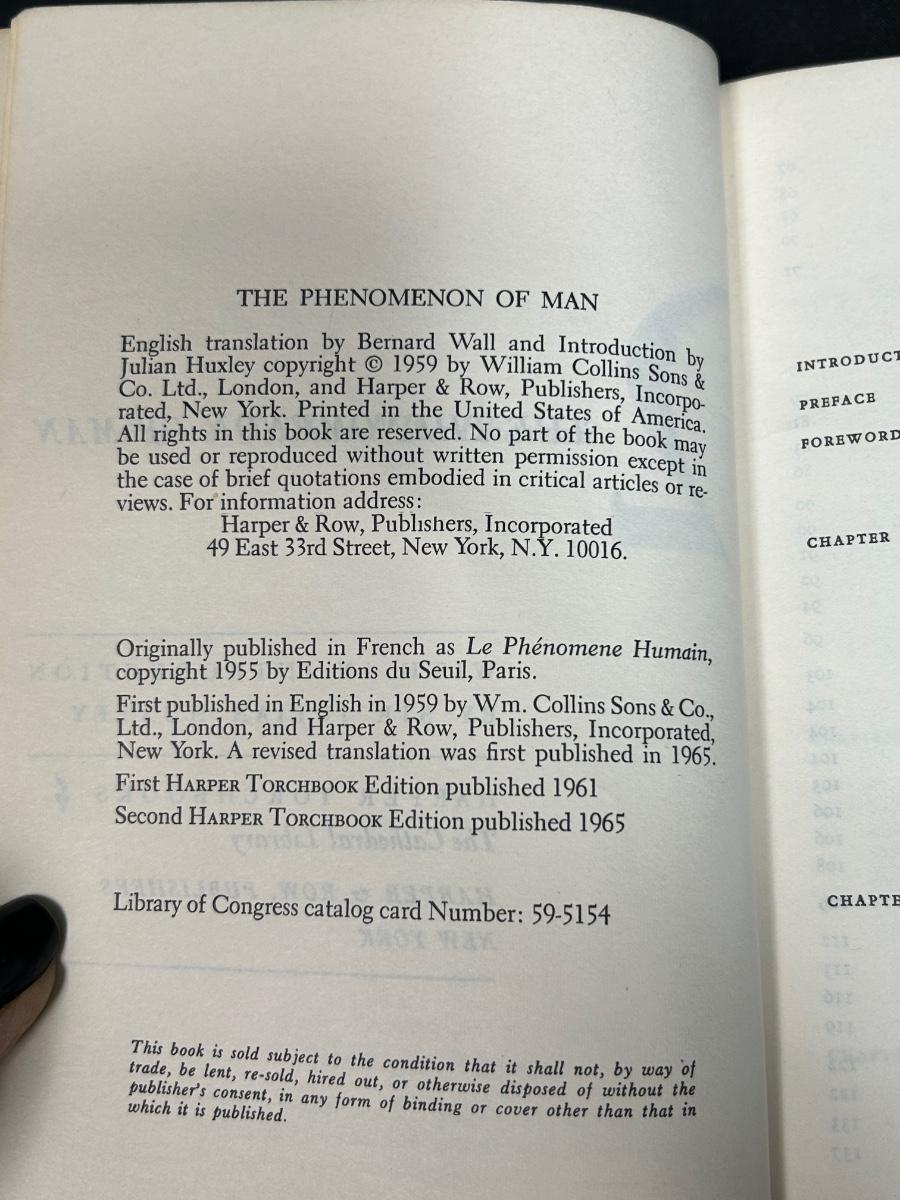 THE PHENOMENON OF MAN
English translation by Bernard Wall and Introduction by
Julian Huxley copyright © 1959 by William Collins Sons &
Co. Ltd., London, and Harper & Row, Publishers, Incorpo-
rated, New York. Printed in the United States of America.
All rights in this book are reserved. No part of the book may
be used or reproduced without written permission except in
the case of brief quotations embodied in critical articles or re-
views. For information address:
Harper & Row, Publishers, Incorporated
49 East 33rd Street, New York, N.Y. 10016.
Originally published in French as Le Phénomene Humain,
copyright 1955 by Editions du Seuil, Paris.
First published in English in 1959 by Wm. Collins Sons & Co.,
Ltd., London, and Harper & Row, Publishers, Incorporated,
New York. A revised translation was first published in 1965.
First HARPER TORCHBOOK Edition published 1961
Second HARPER TORCHBOOK Edition published 1965
Library of Congress catalog card Number: 59-5154
This book is sold subject to the condition that it shall not, by way of
trade, be lent, re-sold, hired out, or otherwise disposed of without the
publisher's consent, in any form of binding or cover other than that in
which it is published.
INTRODUCT
PREFACE
FOREWORD
CHAPTER
CHAPTE